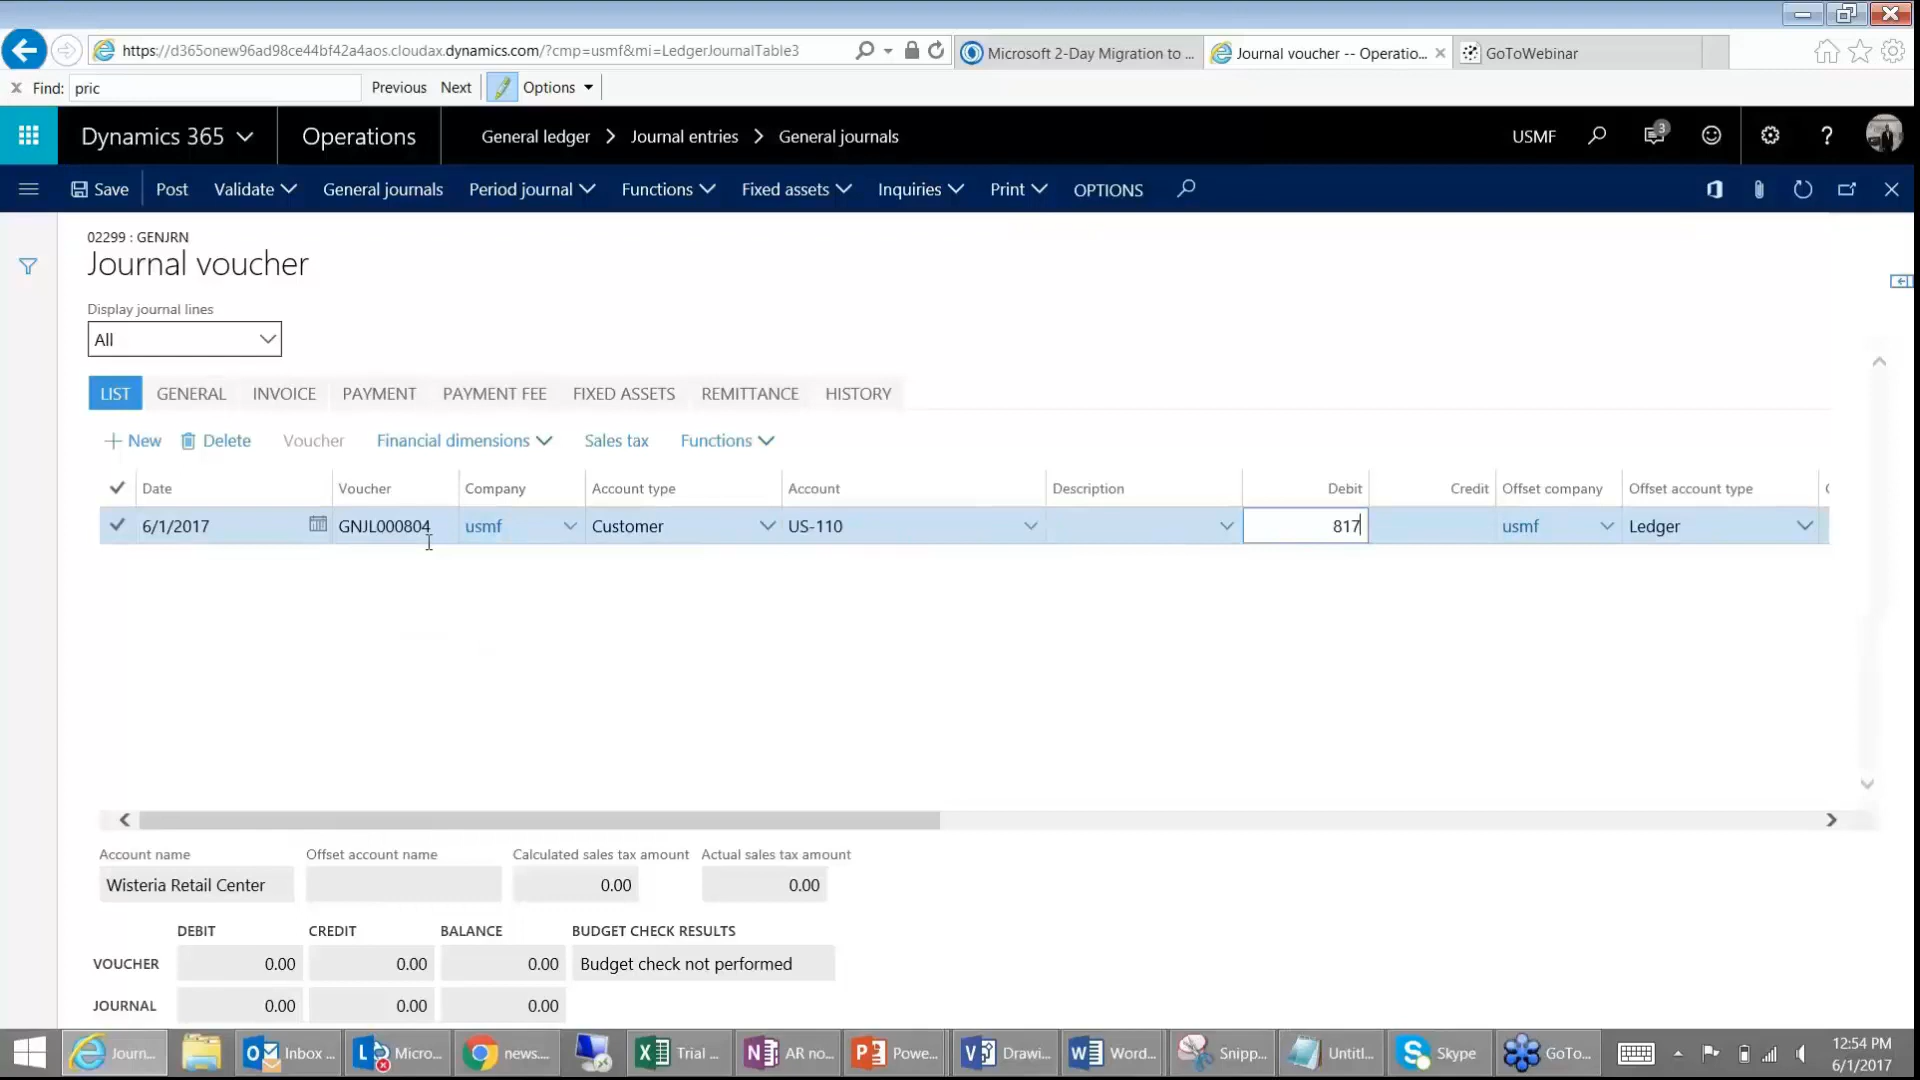 https://d365onew96ad98ce44bf42a4aos.cloudax.dynamics.com/?cmp=usmf&mi=LedgerJournalTable3
Microsoft 2-Day Migration to ...
Journal voucher -- Operatio...
GoToWebinar
Find: pric
Previous
Next
Options
Dynamics 365
Operations
General ledger
Journal entries
General journals
USMF
3
Save
Post
Validate
General journals
Period journal
Functions
Fixed assets
Inquiries
Print
OPTIONS
02299 : GENJRN
Journal voucher
Display journal lines
All
LIST
GENERAL
INVOICE
PAYMENT
PAYMENT FEE
FIXED ASSETS
REMITTANCE
HISTORY
New
Delete
Voucher
Financial dimensions
Sales tax
Functions
Date
Voucher
Company
Account type
Account
Description
Debit
Credit
Offset company
Offset account type
6/1/2017
GNJL000804
usmf
Customer
US-110
817
usmf
Ledger
Account name
Offset account name
Calculated sales tax amount
Actual sales tax amount
Wisteria Retail Center
0.00
0.00
DEBIT
CREDIT
BALANCE
BUDGET CHECK RESULTS
VOUCHER
0.00
0.00
0.00
Budget check not performed
JOURNAL
0.00
0.00
0.00
Journ...
Inbox ...
Micro...
news....
Trial ...
AR no...
Powe...
Drawi...
Word...
Snipp...
Untitl...
Skype
GoTo...
12:54 PM
6/1/2017